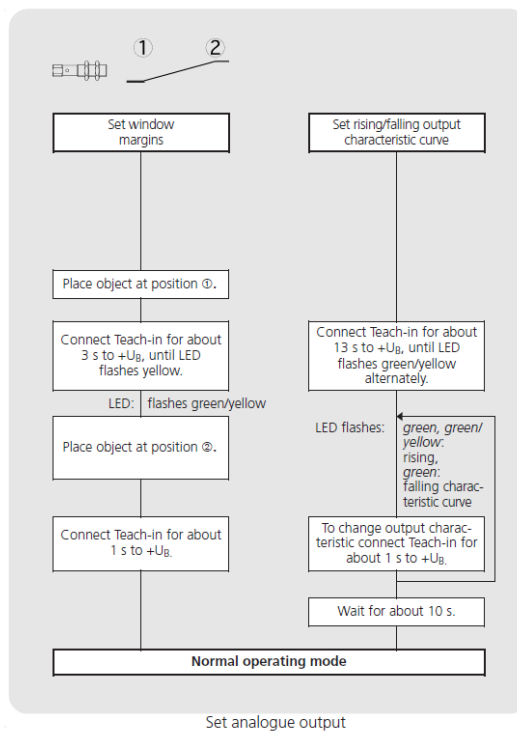 ① ②
Set window
margins
Place object at position ①.
Connect Teach-in for about
3 s to +UB, until LED
flashes yellow.
LED: flashes green/yellow
Place object at position ②.
Connect Teach-in for about
1 s to +UB.
Set rising/falling output
characteristic curve
Connect Teach-in for about
13 s to +UB, until LED
flashes green/yellow
alternately.
LED flashes: green, green/
yellow:
rising,
green:
falling charac-
teristic curve
To change output charac-
teristic connect Teach-in for
about 1 s to +UB.
Wait for about 10 s.
Normal operating mode
Set analogue output